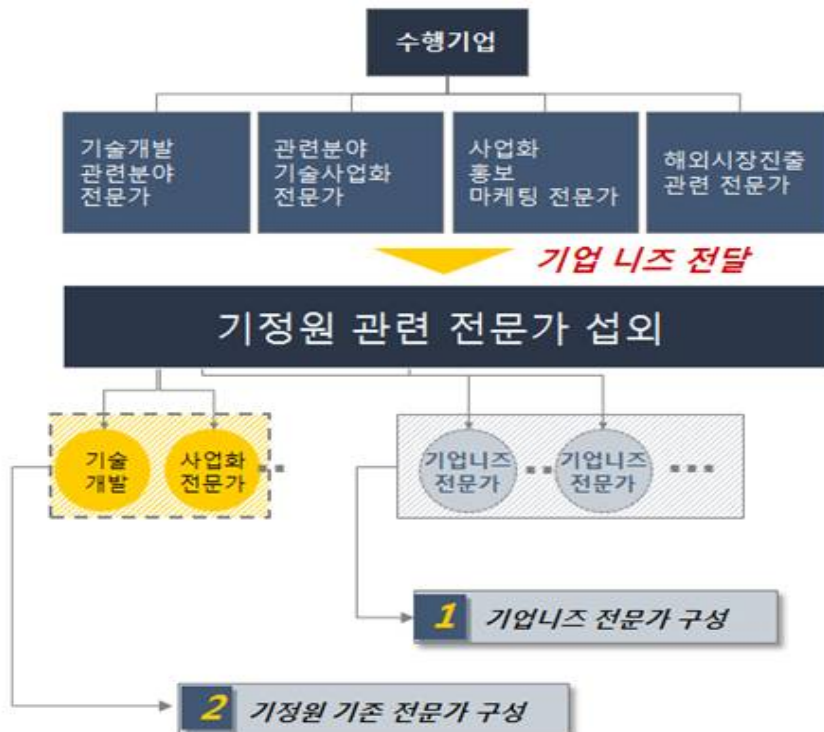 수행기업
기술개발
관련분야
전문가
관련분야
기술사업화
전문가
사업화
홍보
마케팅 전문가
해외시장진출
관련 전문가
기업 니즈 전달
기정원 관련 전문가 섭외
기술
개발
사업화
전문가
기업니즈
전문가
기업니즈
전문가
1 기업니즈 전문가 구성
2 기정원 기존 전문가 구성